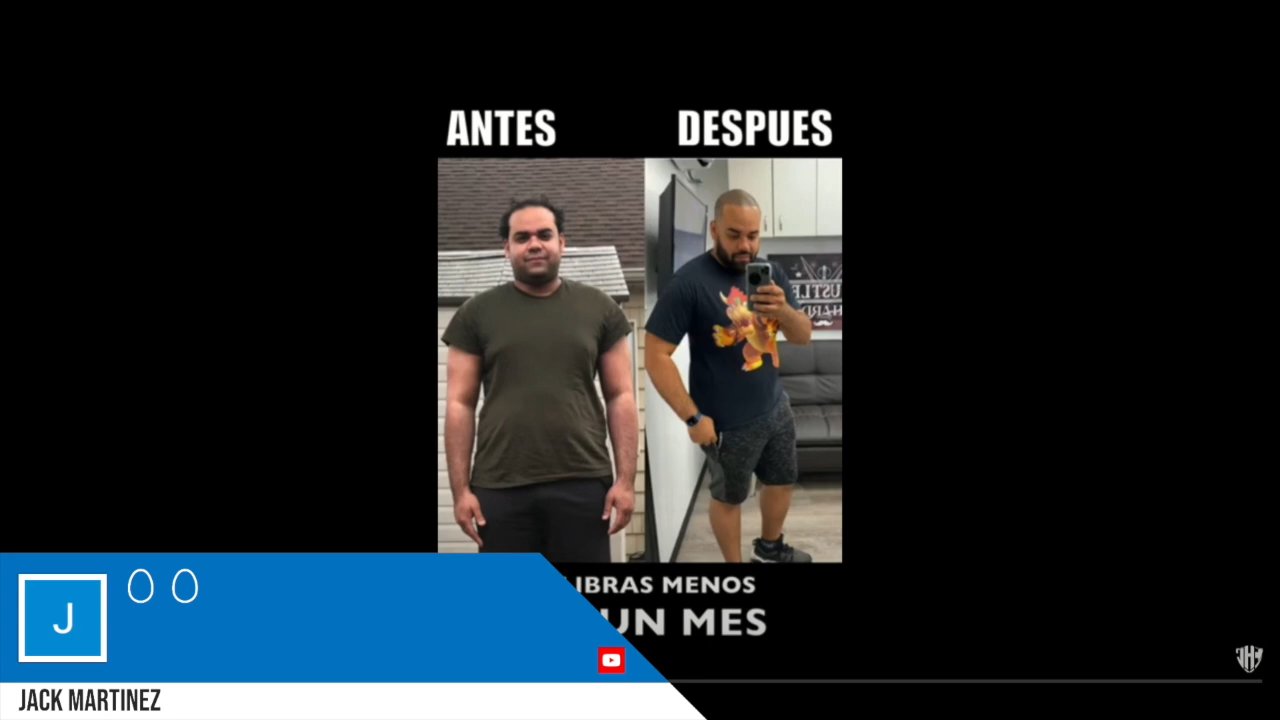 ANTES DESPUES
LIBRAS MENOS
UN MES
J
JACK MARTINEZ